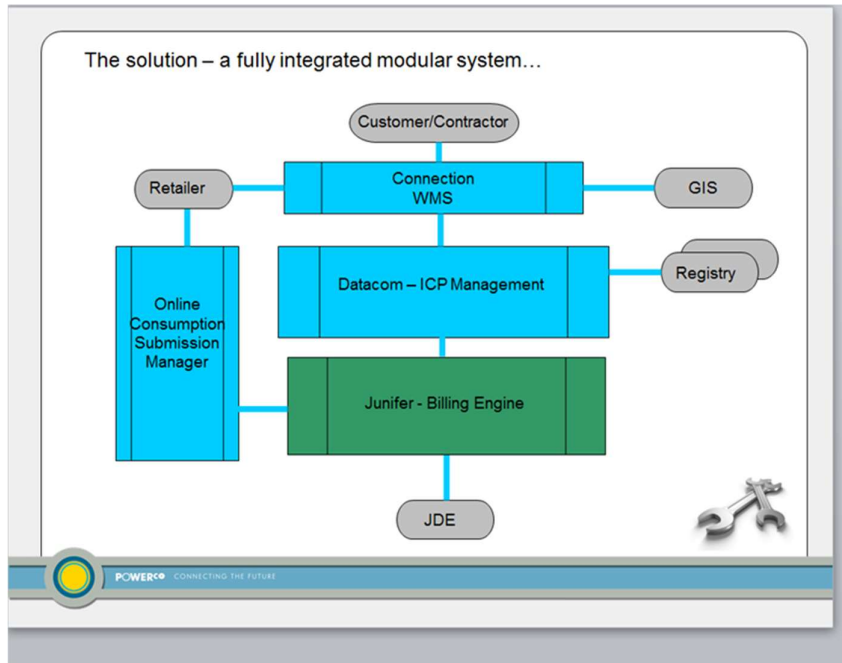 The solution – a fully integrated modular system…
Customer/Contractor
Retailer
Connection
WMS
GIS
Datacom – ICP Management
Registry
Online
Consumption
Submission
Manager
Junifer - Billing Engine
JDE
POWERCO CONNECTING THE FUTURE